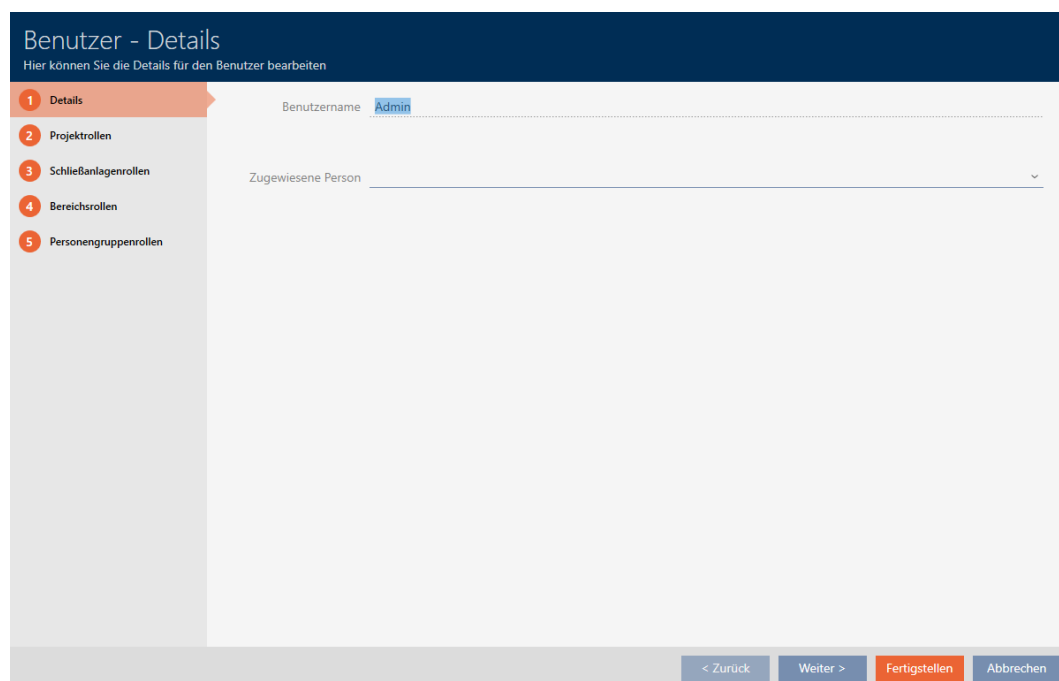 Benutzer - Details
Hier können Sie die Details für den Benutzer bearbeiten
1 Details
2 Projektrollen
3 Schließanlagenrollen
4 Bereichsrollen
5 Personengruppenrollen
Benutzername Admin
Zugewiesene Person
< Zurück Weiter > Fertigstellen Abbrechen